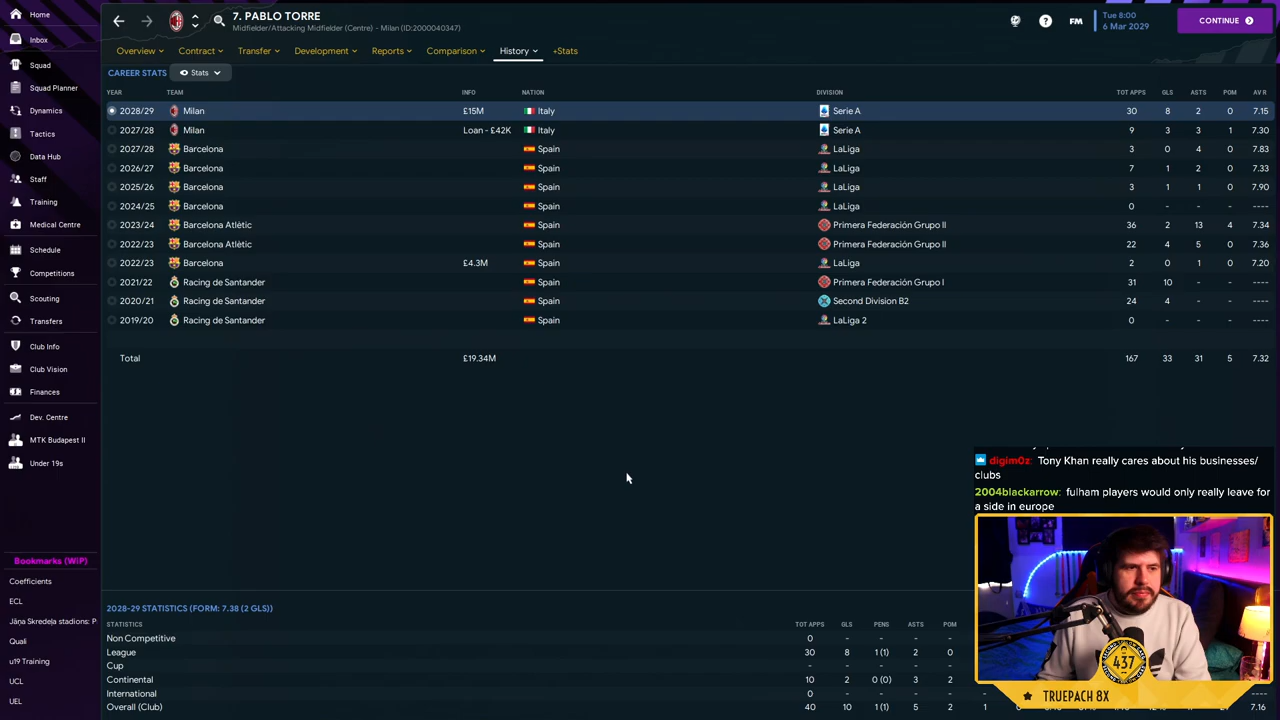 Home
Inbox
Squad
Squad Planner
Dynamics
Tactics
Data Hub
Staff
Training
Medical Centre
Schedule
Competitions
Scouting
Transfers
Club Info
Club Vision
Finances
Dev. Centre
MTK Budapest II
Under 19s
Bookmarks (WiP)
Coefficients
ECL
Jāņa Skredeļa stadions: P
Quali
u19 Training
UCL
UEL
7. PABLO TORRE
Midfielder/Attacking Midfielder (Centre) - Milan (ID:2000040347)
? FM Tue 8:00
6 Mar 2029
CONTINUE
Overview Contract Transfer Development Reports Comparison History +Stats
CAREER STATS Stats
YEAR TEAM INFO NATION DIVISION TOT APPS GLS ASTS POM AV R
2028/29 Milan £15M Italy Serie A 30 8 2 0 7.15
2027/28 Milan Loan - £42K Italy Serie A 9 3 3 1 7.30
2027/28 Barcelona Spain LaLiga 3 0 4 0 7.83
2026/27 Barcelona Spain LaLiga 7 1 2 0 7.33
2025/26 Barcelona Spain LaLiga 3 1 1 0 7.90
2024/25 Barcelona Spain LaLiga 0 - - - ----
2023/24 Barcelona Atlètic Spain Primera Federación Grupo II 36 2 13 4 7.34
2022/23 Barcelona Atlètic Spain Primera Federación Grupo II 22 4 5 0 7.36
2022/23 Barcelona £4.3M Spain LaLiga 2 0 1 0 7.20
2021/22 Racing de Santander Spain Primera Federación Grupo I 31 10 - - ----
2020/21 Racing de Santander Spain Second Division B2 24 4 - - ----
2019/20 Racing de Santander Spain LaLiga 2 0 - - - ----
Total £19.34M 167 33 31 5 7.32
digim0z: Tony Khan really cares about his businesses/
clubs
2004blackarrow: fulham players would only really leave for
a side in europe
2028-29 STATISTICS (FORM: 7.38 (2 GLS))
STATISTICS TOT APPS GLS PENS ASTS POM
Non Competitive 0 - - - -
League 30 8 1 (1) 2 0
Cup - - - - -
Continental 10 2 0 (0) 3 2
International 0 - - - -
Overall (Club) 40 10 1 (1) 5 2 1 7.16
437
TRUEPACH 8X